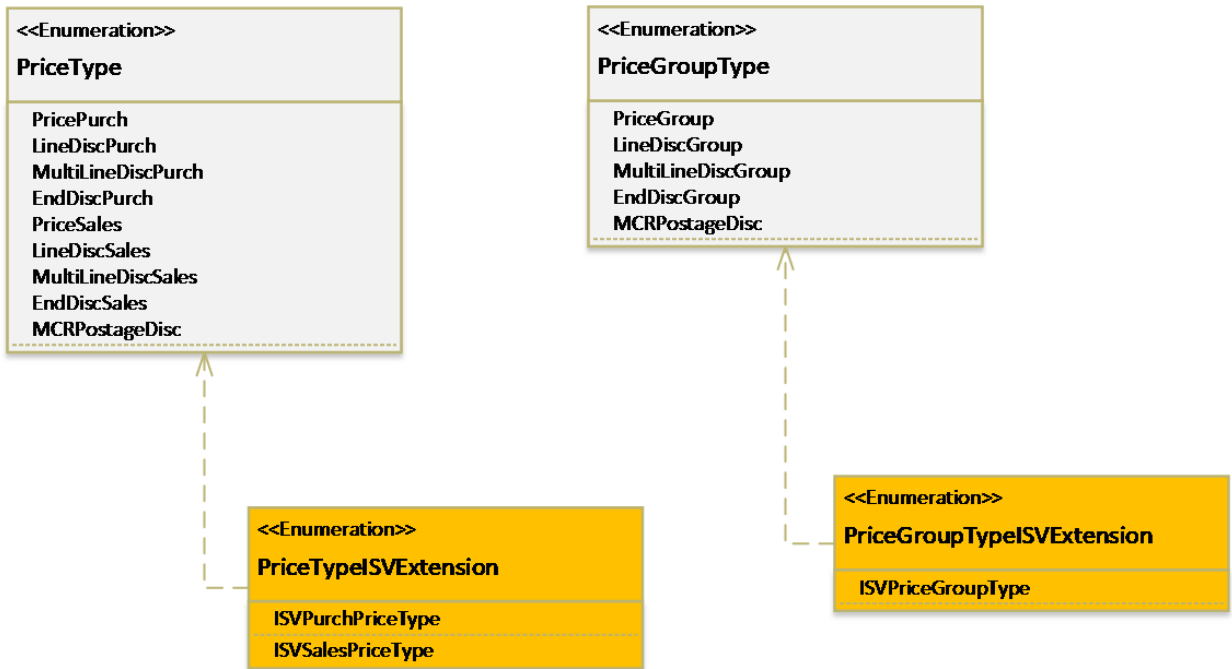 <<Enumeration>>
PriceType
PricePurch
LineDiscPurch
MultiLineDiscPurch
EndDiscPurch
PriceSales
LineDiscSales
MultiLineDiscSales
EndDiscSales
MCRPostageDisc
<<Enumeration>>
PriceGroupType
PriceGroup
LineDiscGroup
MultiLineDiscGroup
EndDiscGroup
MCRPostageDisc
<<Enumeration>>
PriceTypeISVExtension
ISVPurchPriceType
ISVSalesPriceType
<<Enumeration>>
PriceGroupTypeISVExtension
ISVPriceGroupType